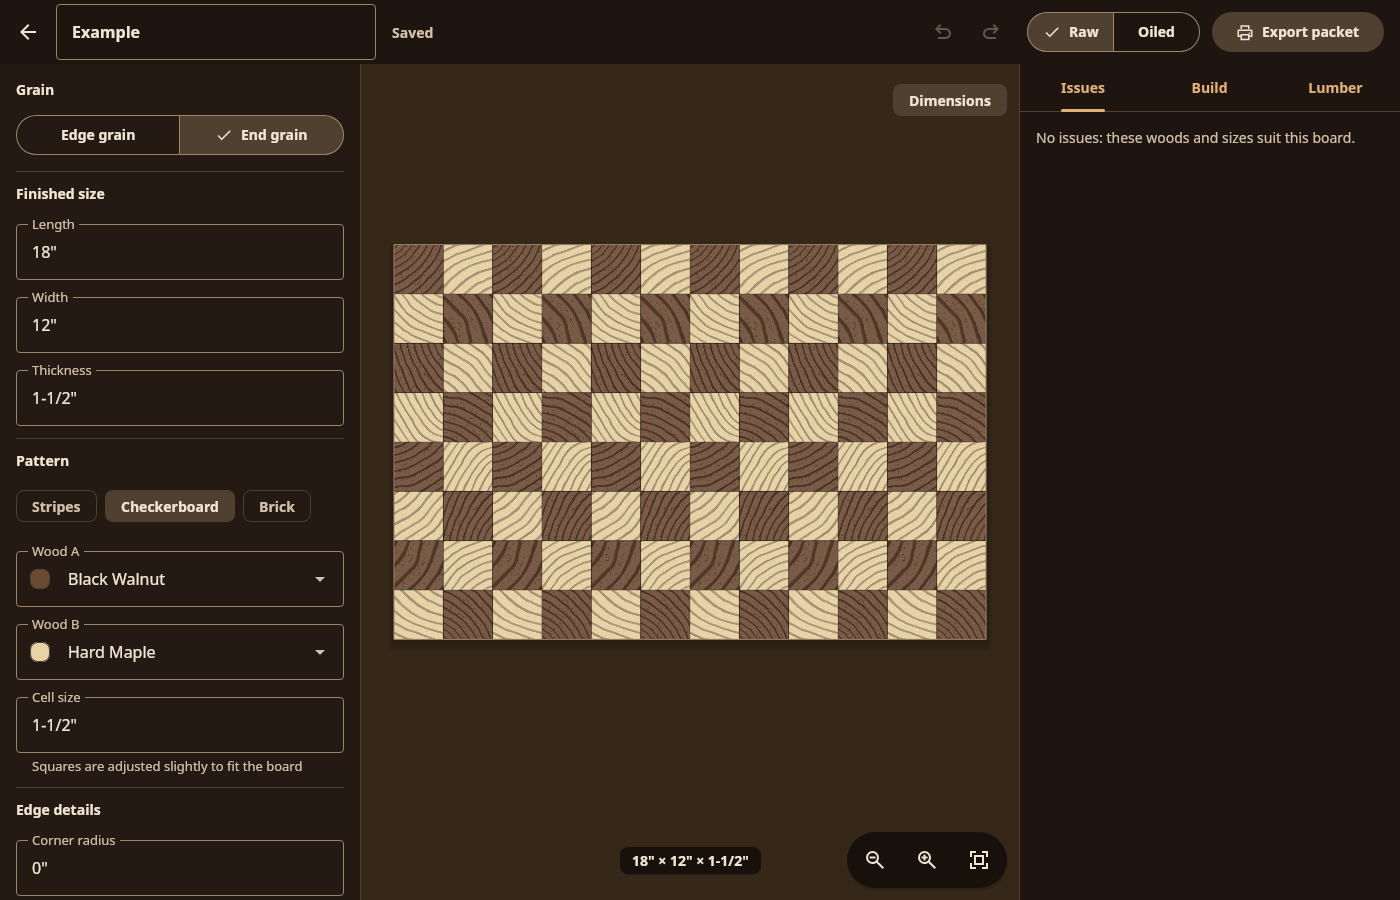 Example
Saved
Raw
Oiled
Export packet
Grain
Edge grain
End grain
Finished size
Length
18"
Width
12"
Thickness
1-1/2"
Pattern
Stripes
Checkerboard
Brick
Wood A
Black Walnut
Wood B
Hard Maple
Cell size
1-1/2"
Squares are adjusted slightly to fit the board
Edge details
Corner radius
0"
Dimensions
18" × 12" × 1-1/2"
Issues
Build
Lumber
No issues: these woods and sizes suit this board.